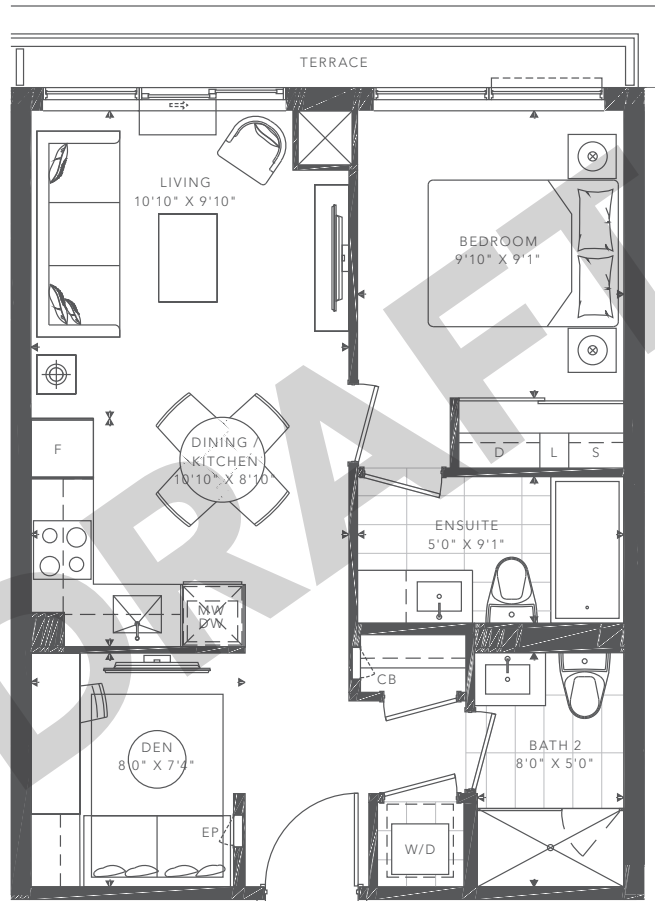 TERRACE
LIVING
10'10" X 9'10"
BEDROOM
9'10" X 9'1"
F
DINING /
KITCHEN
10'10" X 8'10"
D L S
ENSUITE
5'0" X 9'1"
MW
DW
CB
DEN
8'0" X 7'4"
BATH 2
8'0" X 5'0"
EP
W/D
DRAFT